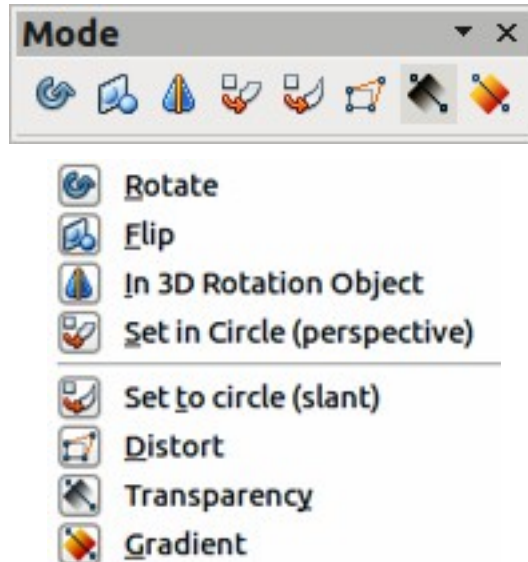 Mode
Rotate
Flip
In 3D Rotation Object
Set in Circle (perspective)
Set to circle (slant)
Distort
Transparency
Gradient